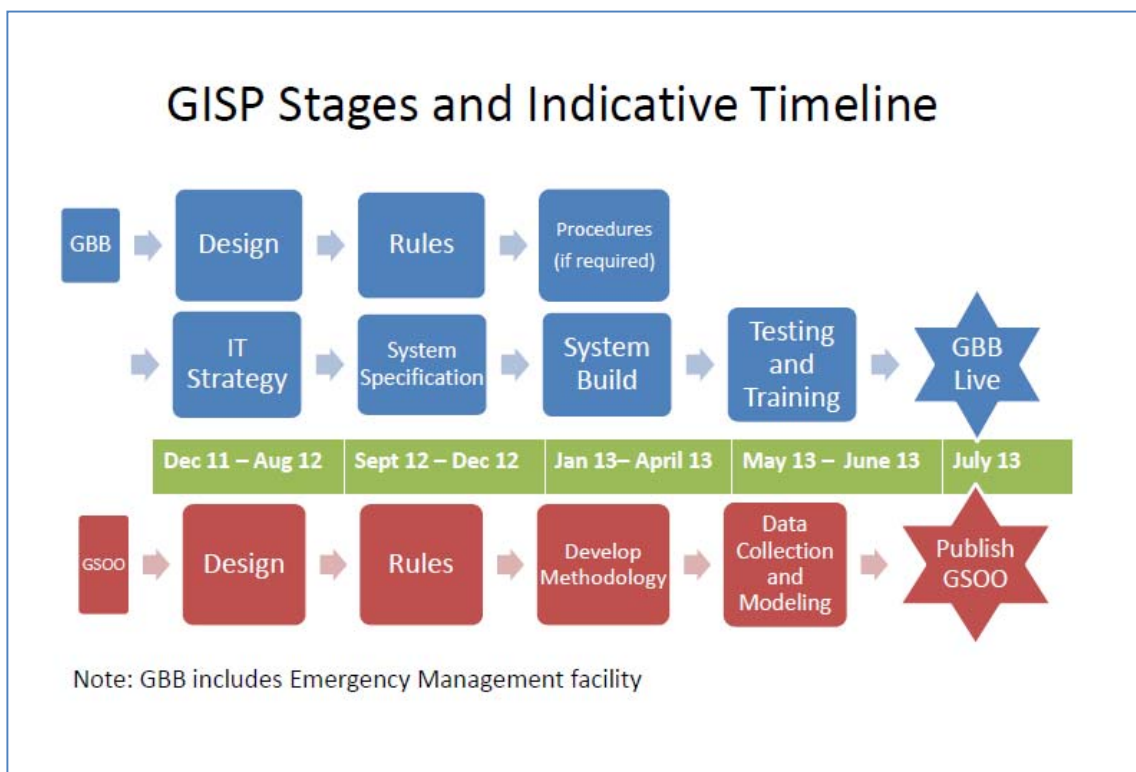 GISP Stages and Indicative Timeline
GBB
Design
Rules
Procedures
(if required)
IT
Strategy
System
Specification
System
Build
Testing
and
Training
GBB
Live
Dec 11 – Aug 12
Sept 12 – Dec 12
Jan 13– April 13
May 13 – June 13
July 13
GSOO
Design
Rules
Develop
Methodology
Data
Collection
and
Modeling
Publish
GSOO
Note: GBB includes Emergency Management facility